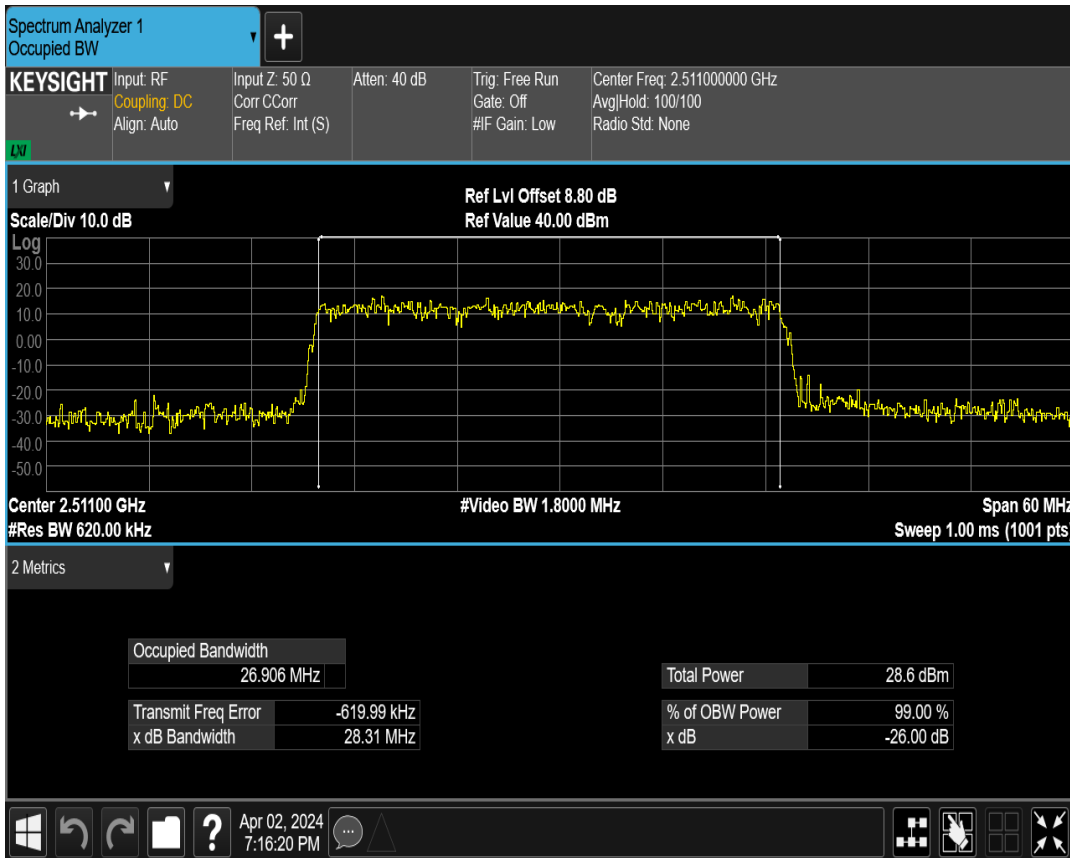 Spectrum Analyzer 1
Occupied BW
+
KEYSIGHT
LXI
Input: RF
Coupling: DC
Align: Auto
Input Z: 50 Ω
Corr CCorr
Freq Ref: Int (S)
Atten: 40 dB
Trig: Free Run
Gate: Off
#IF Gain: Low
Center Freq: 2.511000000 GHz
Avg|Hold: 100/100
Radio Std: None
1 Graph
Scale/Div 10.0 dB
Ref Lvl Offset 8.80 dB
Ref Value 40.00 dBm
Log
30.0
20.0
10.0
0.00
-10.0
-20.0
-30.0
-40.0
-50.0
Center 2.51100 GHz
#Video BW 1.8000 MHz
Span 60 MHz
#Res BW 620.00 kHz
Sweep 1.00 ms (1001 pts)
2 Metrics
Occupied Bandwidth
26.906 MHz
Total Power 28.6 dBm
Transmit Freq Error -619.99 kHz
% of OBW Power 99.00 %
x dB Bandwidth 28.31 MHz
x dB -26.00 dB
?
Apr 02, 2024
7:16:20 PM